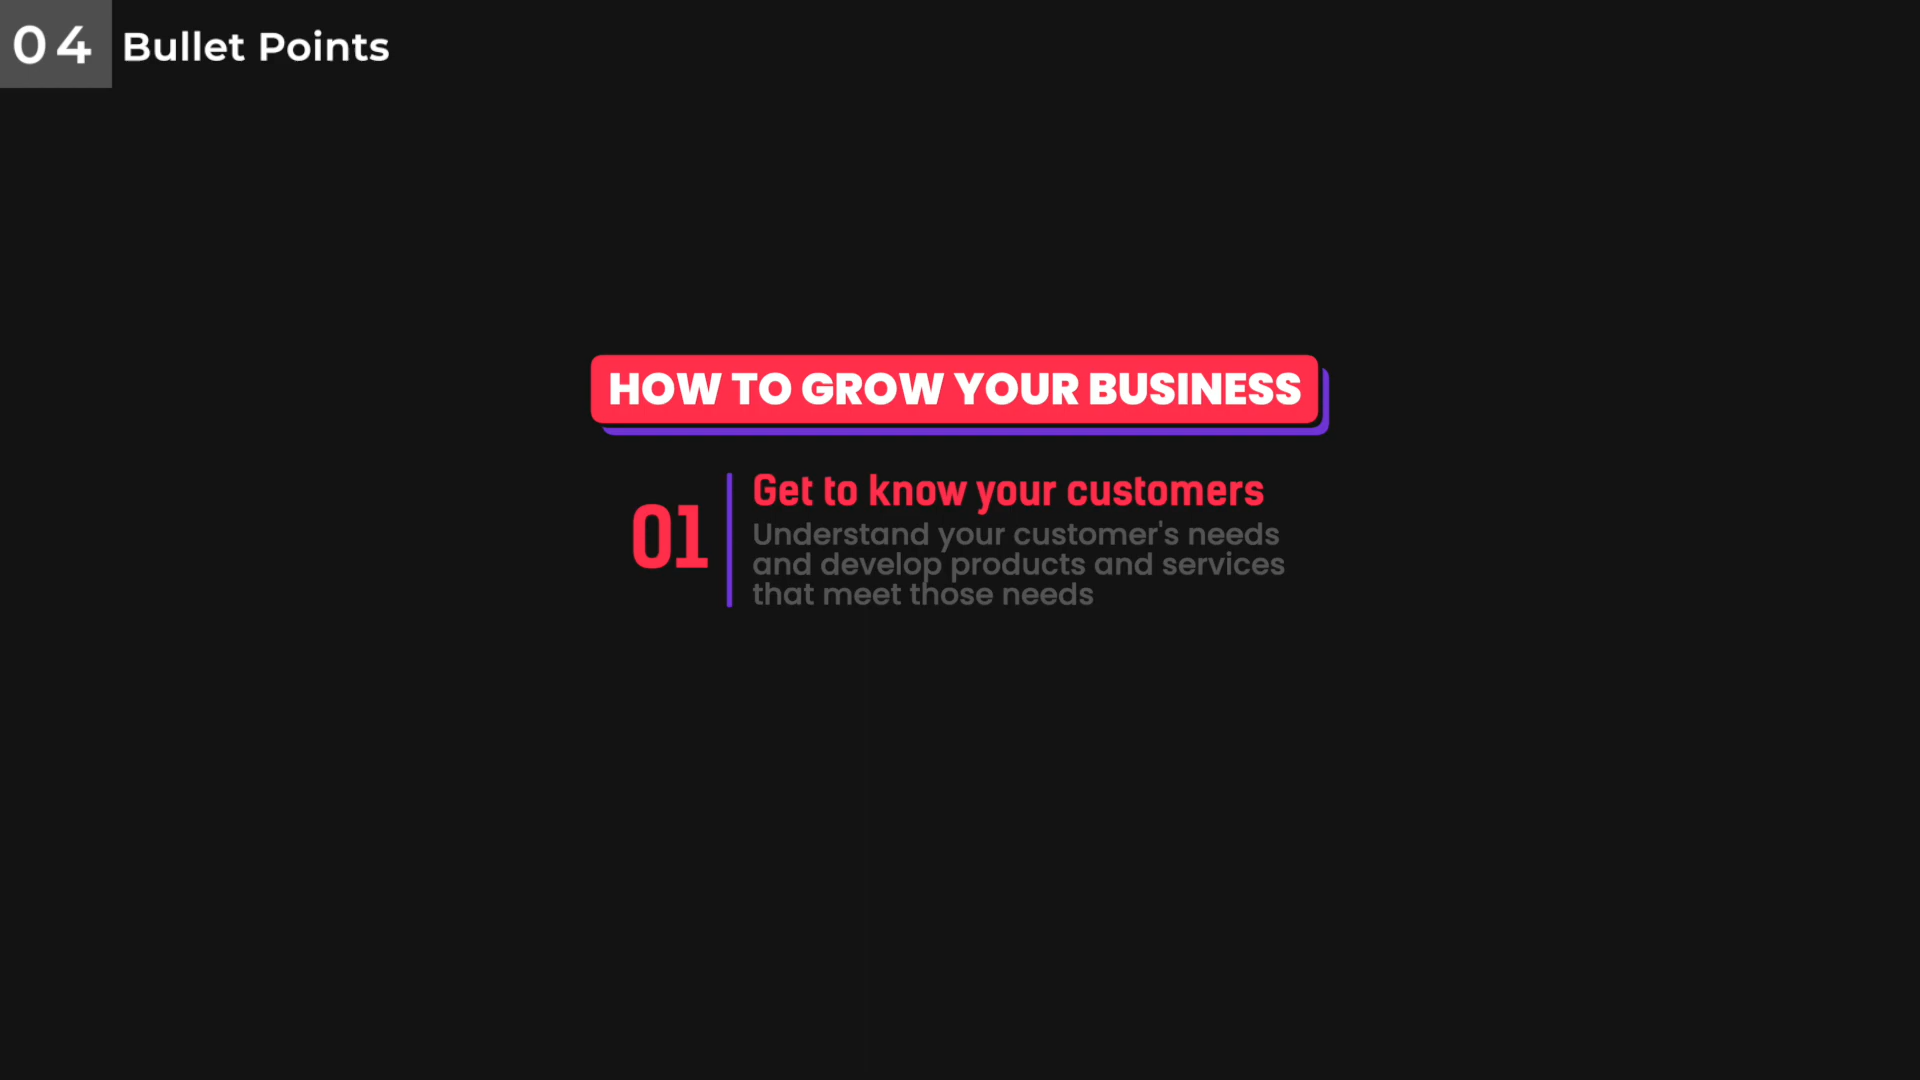 04 Bullet Points
HOW TO GROW YOUR BUSINESS
01
Get to know your customers
Understand your customer's needs
and develop products and services
that meet those needs